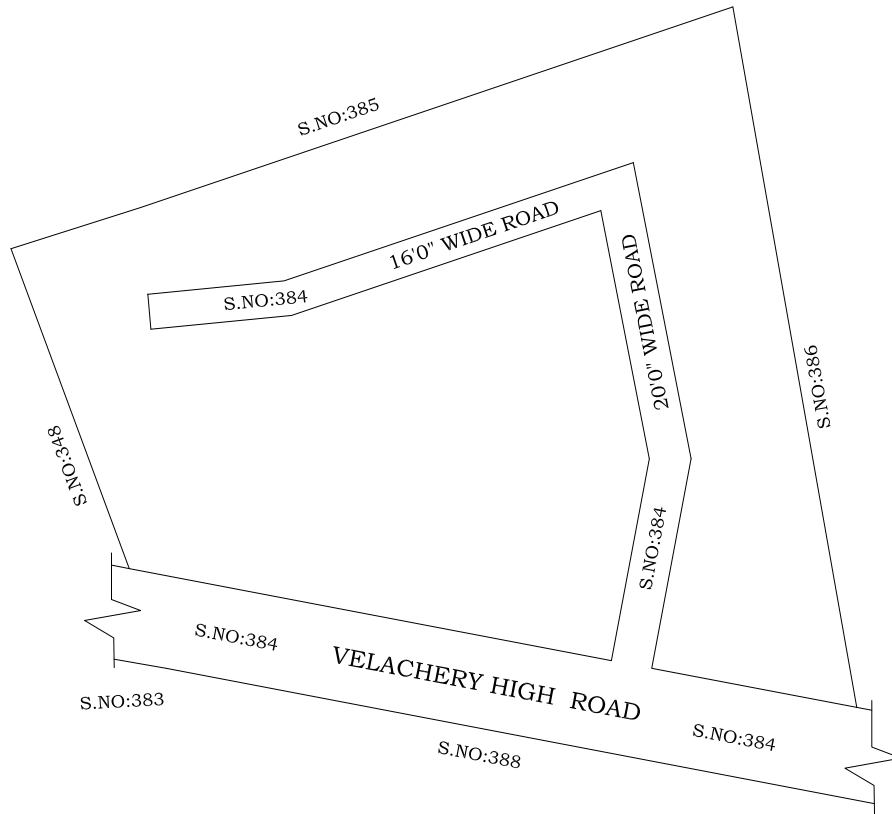 S.NO:385
16'0" WIDE ROAD
S.NO:384
20'0" WIDE ROAD
S.NO:386
S.NO:348
S.NO:384
S.NO:384
VELACHERY HIGH ROAD
S.NO:384
S.NO:383
S.NO:388